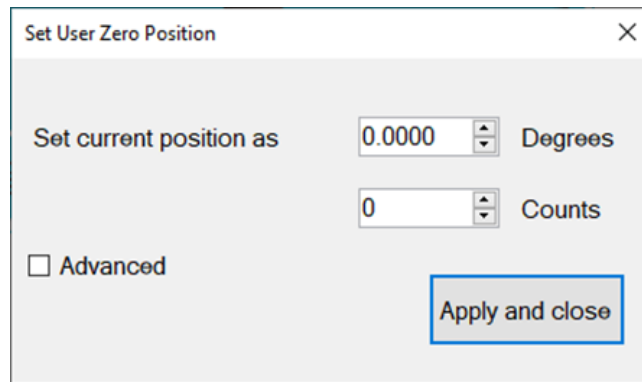 Set User Zero Position
Set current position as 0.0000 Degrees
0 Counts
Advanced
Apply and close